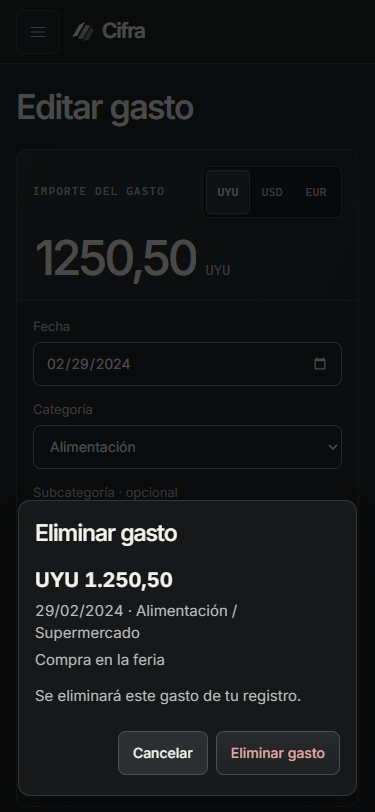 Cifra
Editar gasto
IMPORTE DEL GASTO
UYU USD EUR
1250,50 UYU
Fecha
02/29/2024
Categoría
Alimentación
Subcategoría · opcional
Eliminar gasto
UYU 1.250,50
29/02/2024 · Alimentación /
Supermercado
Compra en la feria
Se eliminará este gasto de tu registro.
Cancelar Eliminar gasto